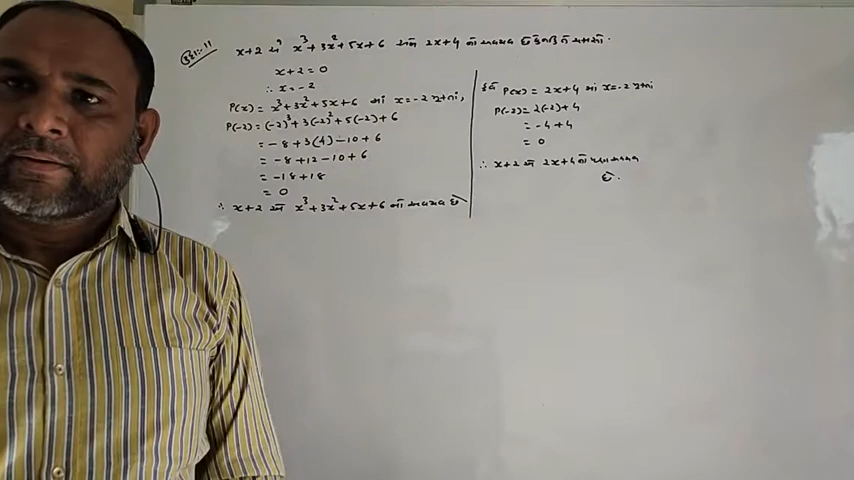 ઉદા:-11 x+2 એ x³+3x²+5x+6 અને 2x+4 નો અવયવ છે કે નહિ તે ચકાસો.
x+2=0
∴ x=-2
P(x)= x³+3x²+5x+6 માં x=-2 મૂકતાં,
P(-2)=(-2)³+3(-2)²+5(-2)+6
=-8+3(4)-10+6
=-8+12-10+6
=-18+18
=0
∴ x+2 એ x³+3x²+5x+6 નો અવયવ છે
હવે P(x)= 2x+4 માં x=-2 મૂકતાં
P(-2)=2(-2)+4
=-4+4
=0
∴ x+2 એ 2x+4 નો પણ અવયવ
છે.